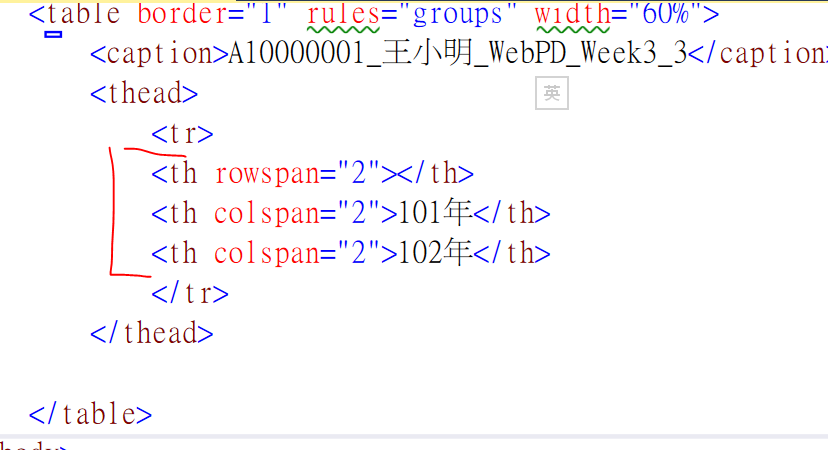 <table border="1" rules="groups" width="60%">
<caption>A10000001_王小明_WebPD_Week3_3</caption>
英
<thead>
<tr>
<th rowspan="2"></th>
<th colspan="2">101年</th>
<th colspan="2">102年</th>
</tr>
</thead>
</table>
body>